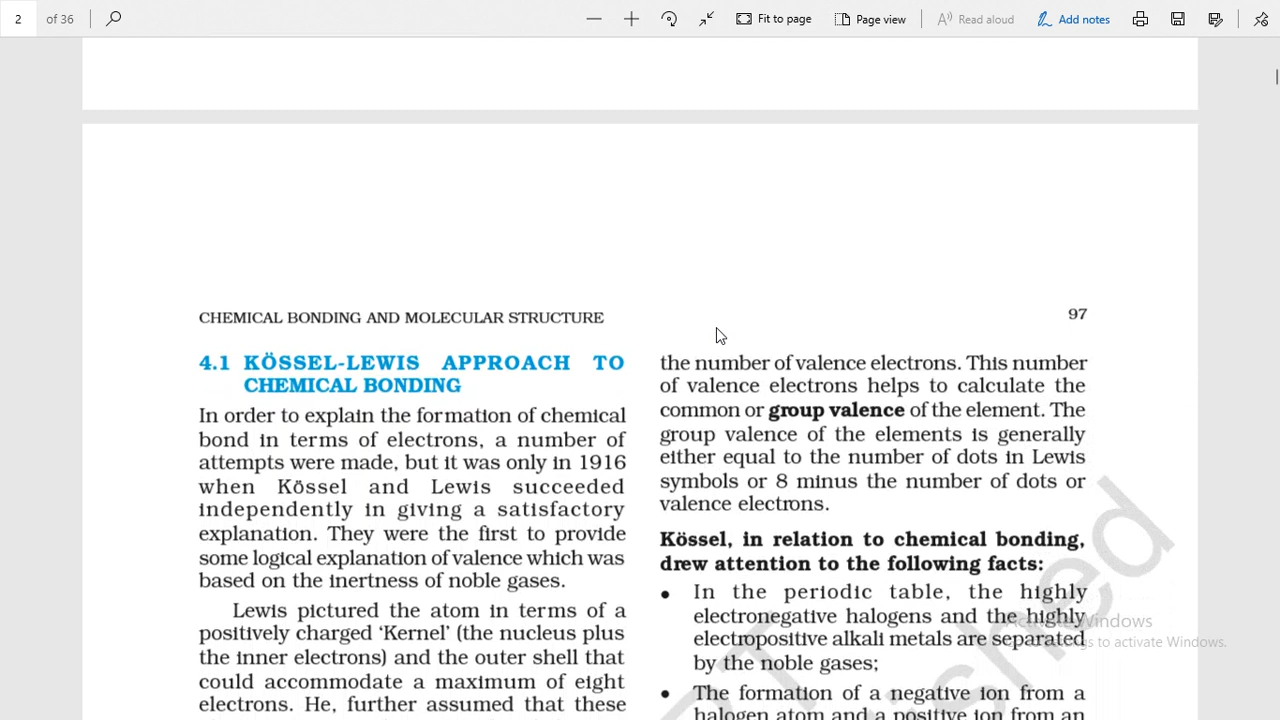 2 of 36
Fit to page
Page view
Read aloud
Add notes
CHEMICAL BONDING AND MOLECULAR STRUCTURE
97
4.1 KÖSSEL-LEWIS APPROACH TO
CHEMICAL BONDING
In order to explain the formation of chemical
bond in terms of electrons, a number of
attempts were made, but it was only in 1916
when Kössel and Lewis succeeded
independently in giving a satisfactory
explanation. They were the first to provide
some logical explanation of valence which was
based on the inertness of noble gases.
Lewis pictured the atom in terms of a
positively charged ‘Kernel’ (the nucleus plus
the inner electrons) and the outer shell that
could accommodate a maximum of eight
electrons. He, further assumed that these
the number of valence electrons. This number
of valence electrons helps to calculate the
common or group valence of the element. The
group valence of the elements is generally
either equal to the number of dots in Lewis
symbols or 8 minus the number of dots or
valence electrons.
Kössel, in relation to chemical bonding,
drew attention to the following facts:
• In the periodic table, the highly
electronegative halogens and the highly
electropositive alkali metals are separated
by the noble gases;
• The formation of a negative ion from a
halogen atom and a positive ion from an
Windows
to activate Windows.